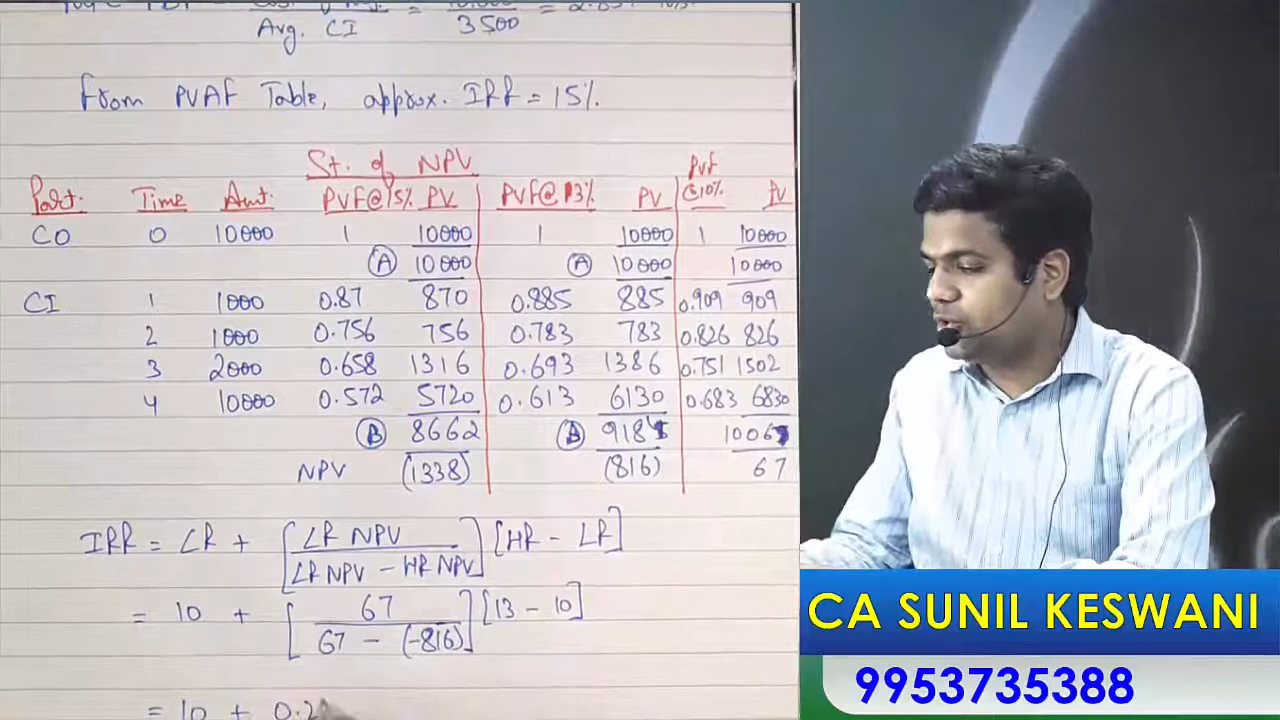 Avg. CI 3500
From PVAF Table, approx. IRR = 15%.
St. of NPV
Part. Time Amt. PVF@15% PV PVF@13% PV PVF @10% PV
CO 0 10000 1 10000 1 10000 1 10000
A 10000 A 10000 10000
CI 1 1000 0.87 870 0.885 885 0.909 909
2 1000 0.756 756 0.783 783 0.826 826
3 2000 0.658 1316 0.693 1386 0.751 1502
4 10000 0.572 5720 0.613 6130 0.683 6830
B 8662 B 9184 10067
NPV (1338) (816) 67
IRR = LR + [LR NPV / LR NPV - HR NPV] [HR - LR]
= 10 + [67 / 67 - (-816)] [13 - 10]
= 10 + 0.2
CA SUNIL KESWANI
9953735388